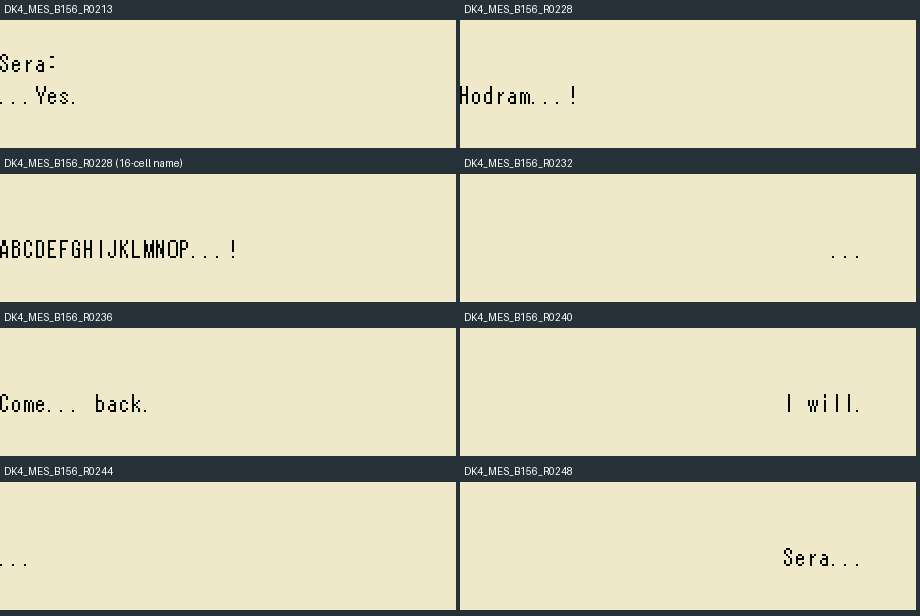 DK4_MES_B156_R0213
Sera:
...Yes.
DK4_MES_B156_R0228
Hodram...!
DK4_MES_B156_R0228 (16-cell name)
ABCDEFGHIJKLMNOP...!
DK4_MES_B156_R0232
...
DK4_MES_B156_R0236
Come... back.
DK4_MES_B156_R0240
I will.
DK4_MES_B156_R0244
...
DK4_MES_B156_R0248
Sera...